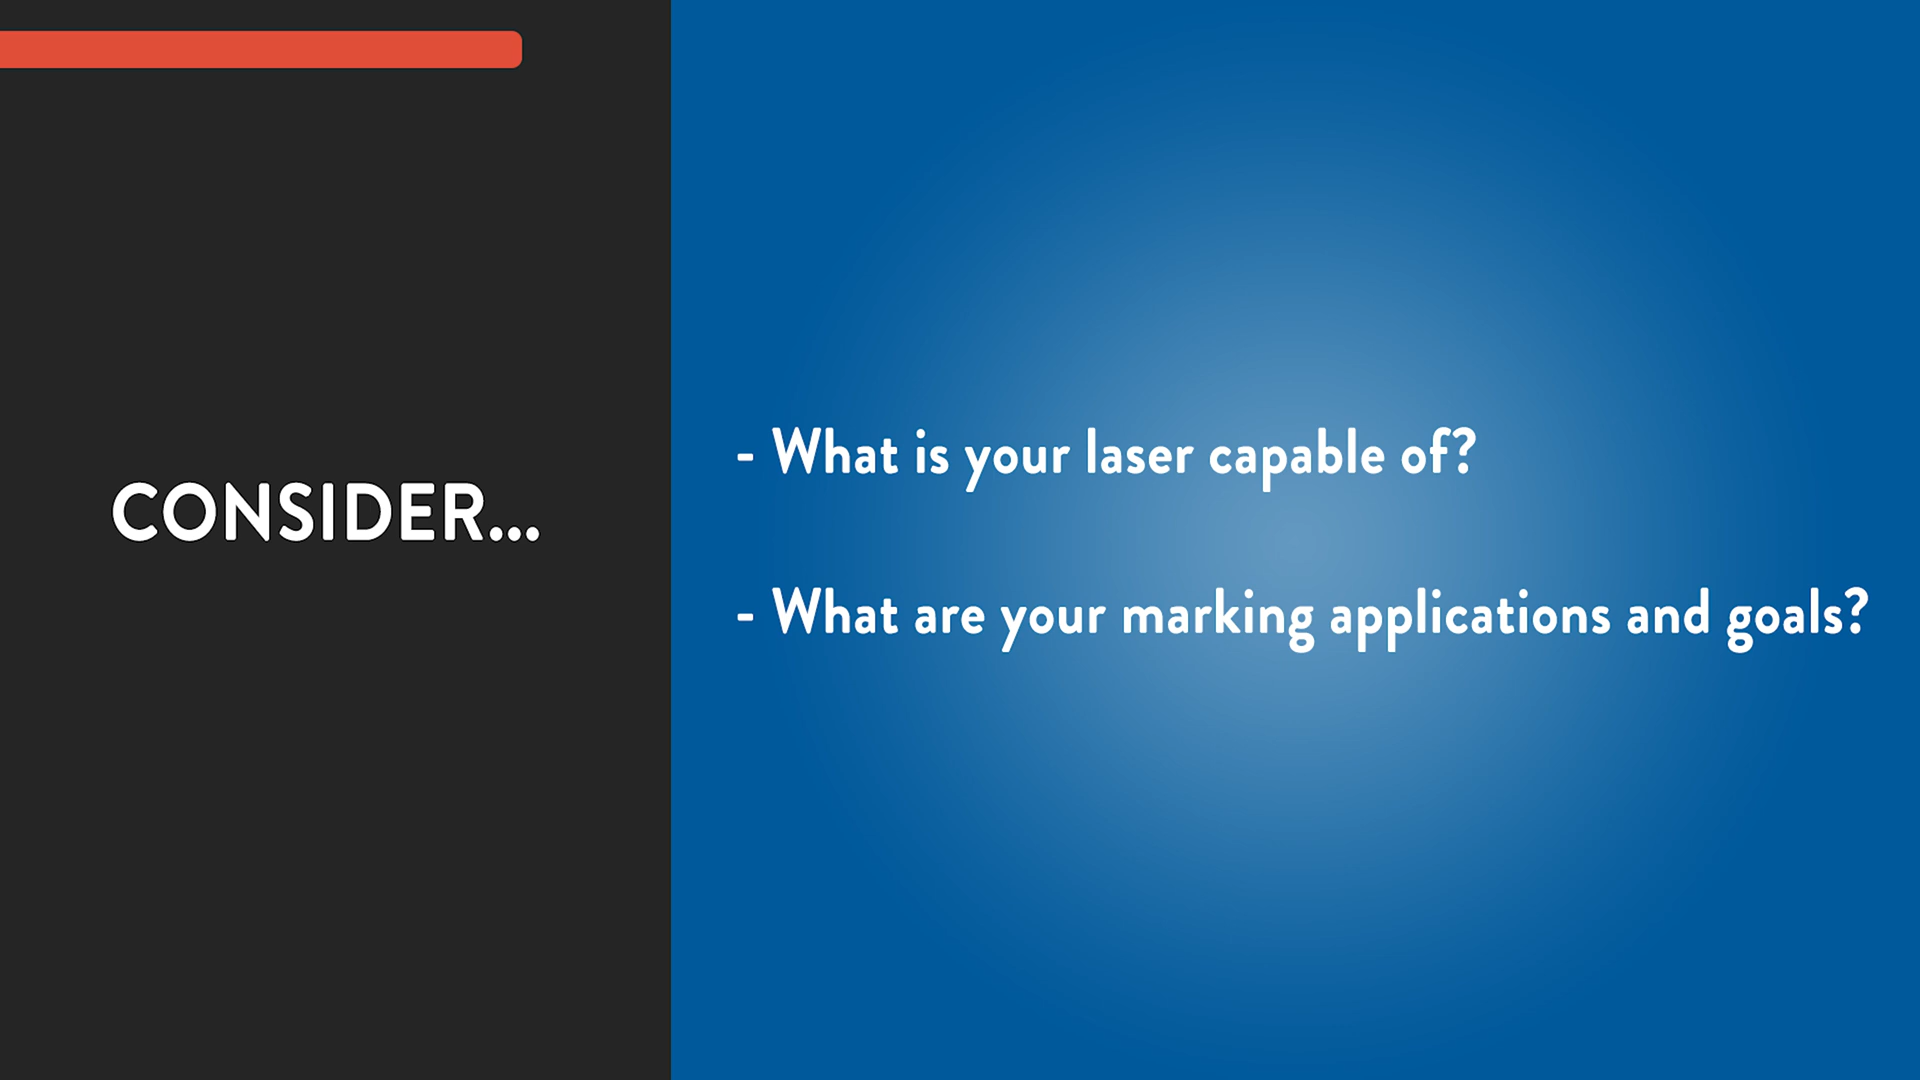 CONSIDER...
- What is your laser capable of?
- What are your marking applications and goals?